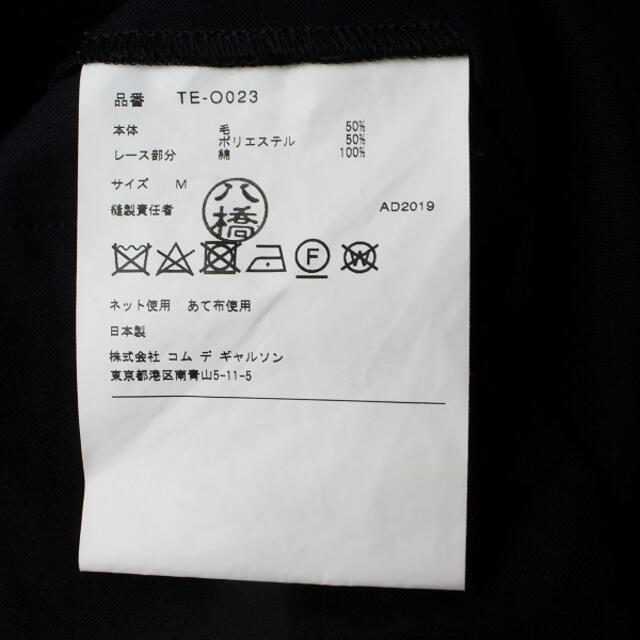 品番 TE-O023
本体 毛 50%
ポリエステル 50%
レース部分 綿 100%
サイズ M
八橋
縫製責任者 AD2019
F W
ネット使用 あて布使用
日本製
株式会社 コム デ ギャルソン
東京都港区南青山5-11-5